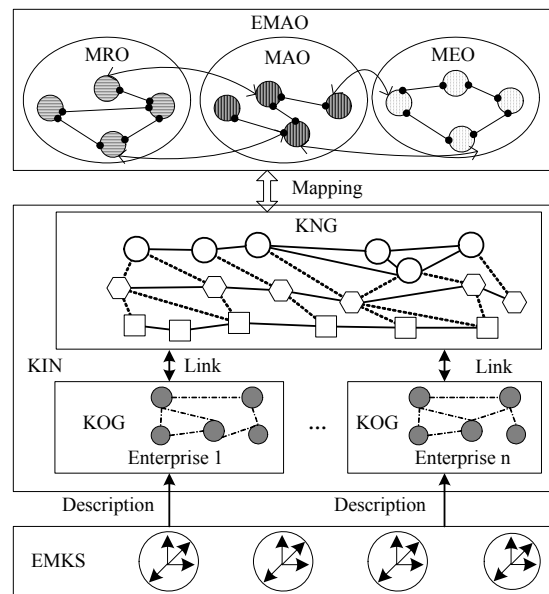 EMAO
MRO
MAO
MEO
Mapping
KNG
KIN
Link
Link
KOG
Enterprise 1
...
KOG
Enterprise n
Description
Description
EMKS